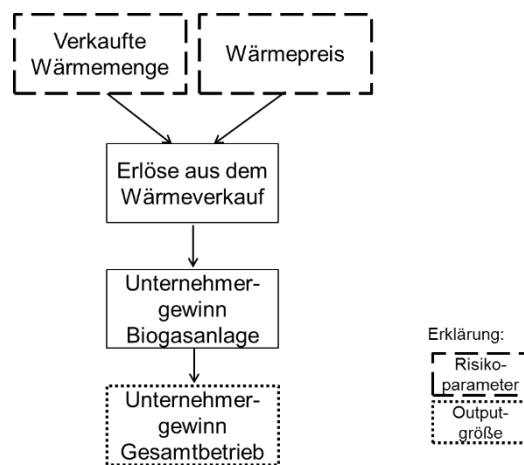 Verkaufte
Wärmemenge
Wärmepreis
Erlöse aus dem
Wärmeverkauf
Unternehmer-
gewinn
Biogasanlage
Unternehmer-
gewinn
Gesamtbetrieb
Erklärung:
Risiko-
parameter
Output-
größe